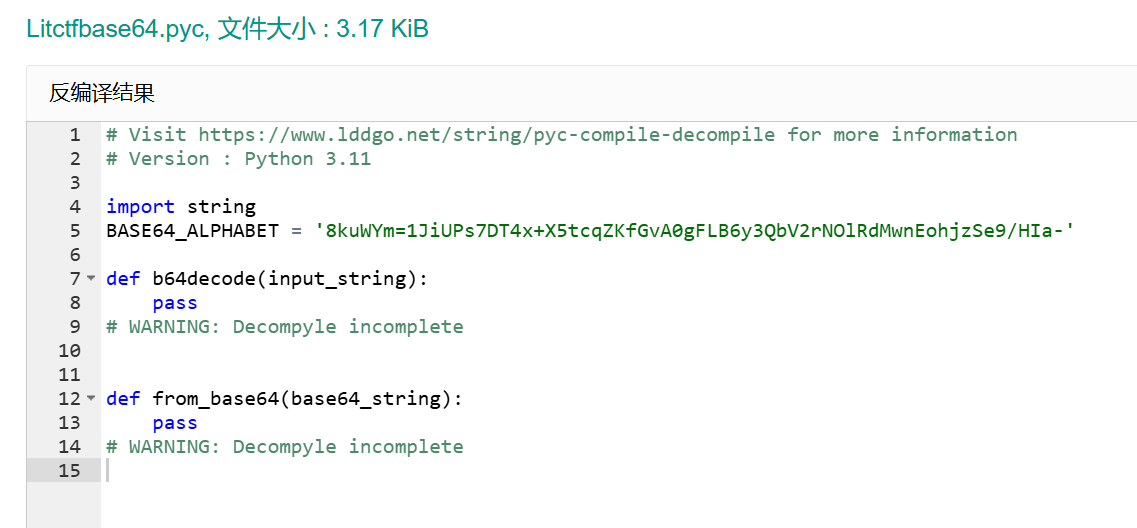 Litctfbase64.pyc, 文件大小 : 3.17 KiB
反编译结果
1 # Visit https://www.lddgo.net/string/pyc-compile-decompile for more information
2 # Version : Python 3.11
3
4 import string
5 BASE64_ALPHABET = '8kuWYm=1JiUPs7DT4x+X5tcqZKfGvA0gFLB6y3QbV2rNOlRdMwnEohjzSe9/HIa-'
6
7 def b64decode(input_string):
8     pass
9 # WARNING: Decompyle incomplete
10
11
12 def from_base64(base64_string):
13     pass
14 # WARNING: Decompyle incomplete
15